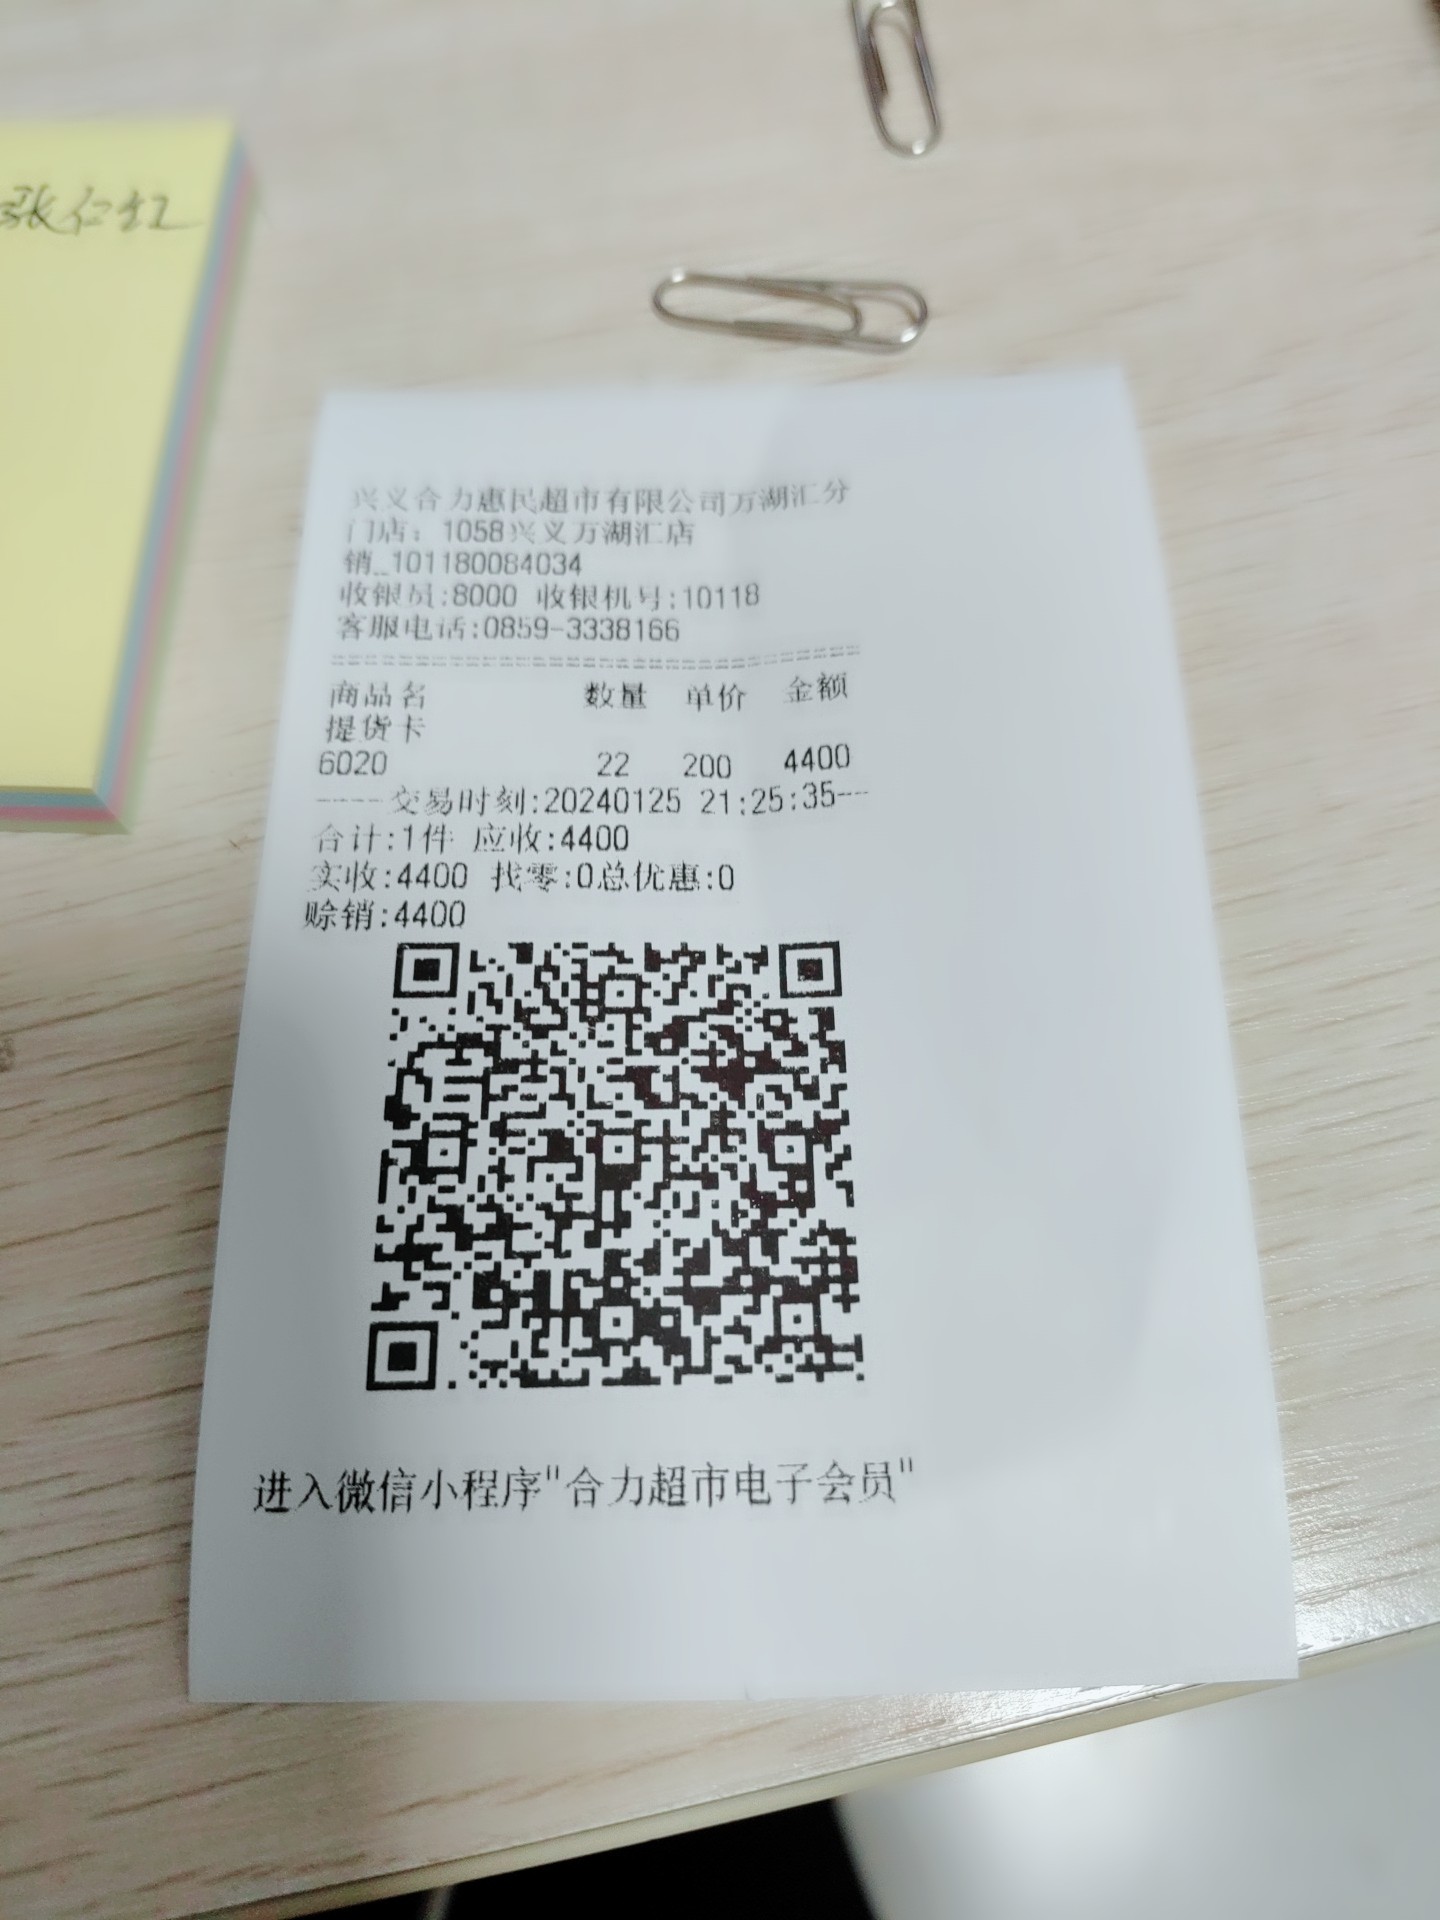 张仁红
兴义合力惠民超市有限公司万湖汇分
门店：1058兴义万湖汇店
销_101180084034
收银员:8000 收银机号:10118
客服电话:0859-3338166
商品名 数量 单价 金额
提货卡
6020 22 200 4400
----交易时刻:20240125 21:25:35---
合计:1件 应收:4400
实收:4400 找零:0总优惠:0
赊销:4400
进入微信小程序"合力超市电子会员"